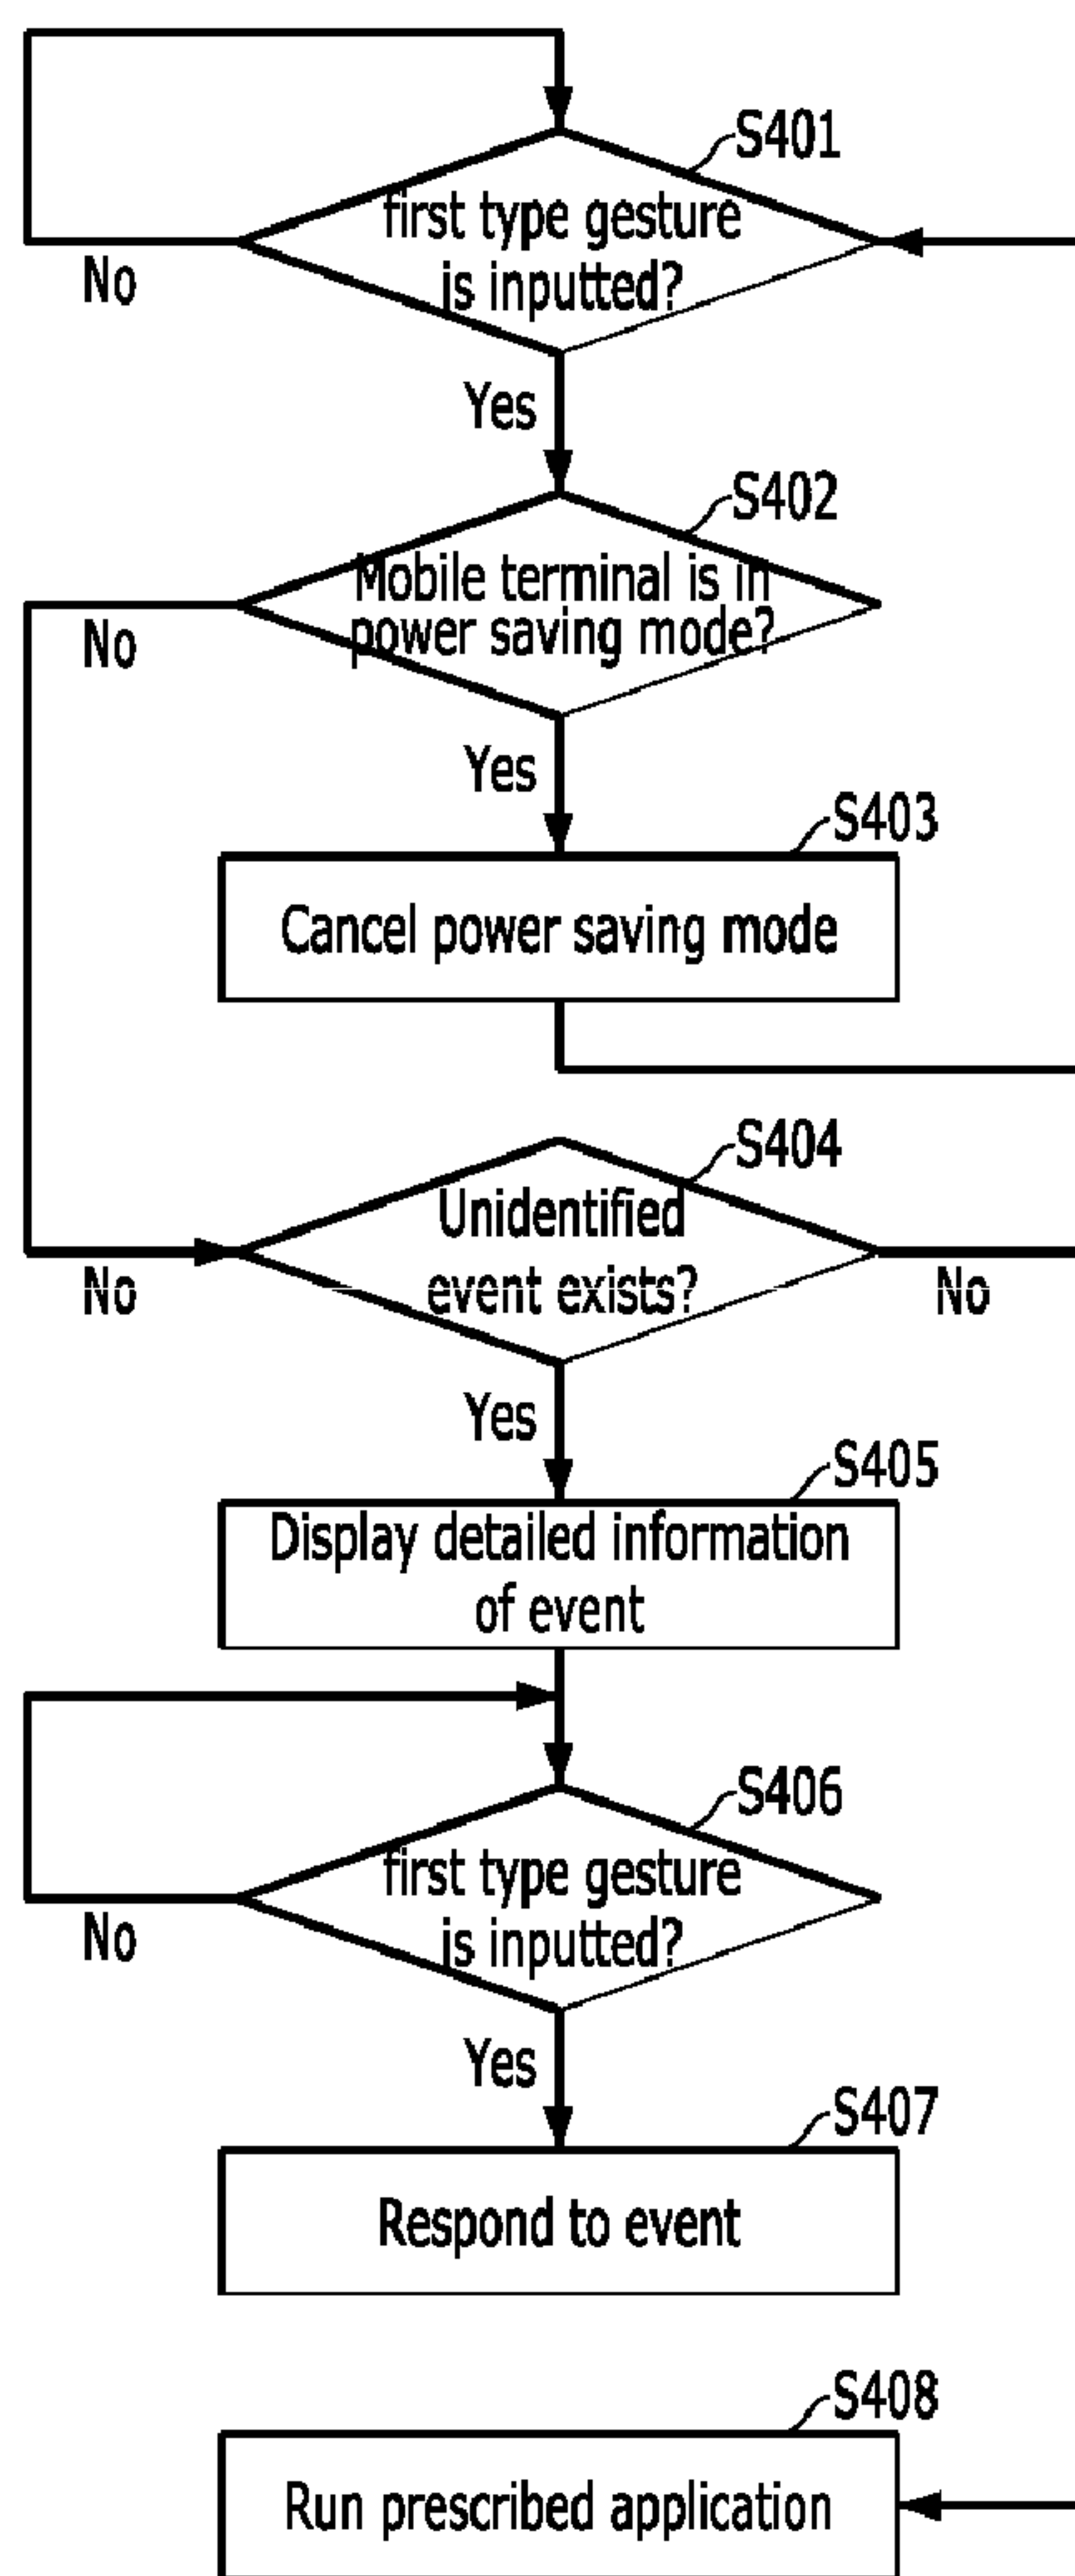 S401
first type gesture
is inputted?
No
Yes
S402
Mobile terminal is in
power saving mode?
No
Yes
S403
Cancel power saving mode
S404
Unidentified
event exists?
No
No
Yes
S405
Display detailed information
of event
S406
first type gesture
is inputted?
No
Yes
S407
Respond to event
S408
Run prescribed application